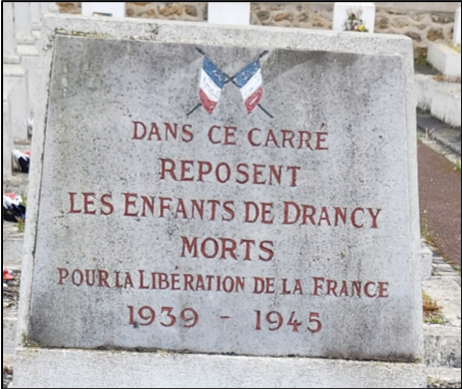 DANS CE CARRÉ
REPOSENT
LES ENFANTS DE DRANCY
MORTS
POUR LA LIBÉRATION DE LA FRANCE
1939 - 1945